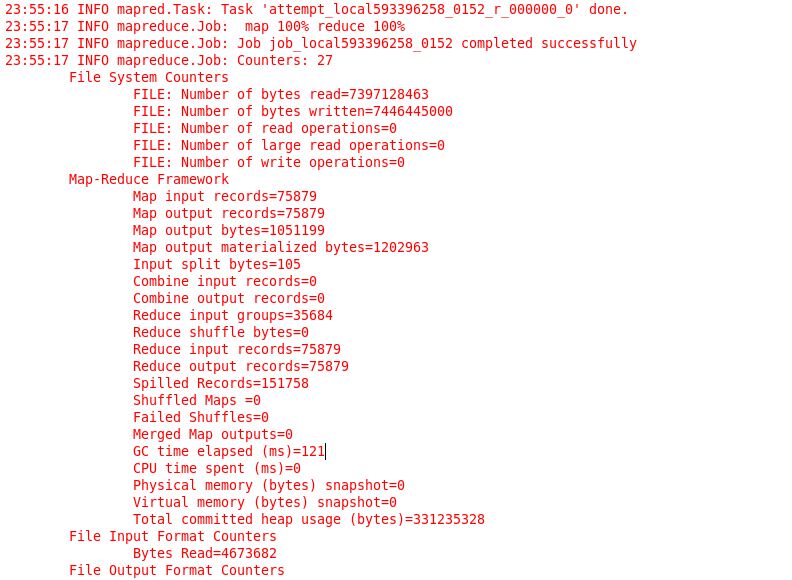 23:55:16 INFO mapred.Task: Task 'attempt_local593396258_0152_r_000000_0' done.
23:55:17 INFO mapreduce.Job:  map 100% reduce 100%
23:55:17 INFO mapreduce.Job: Job job_local593396258_0152 completed successfully
23:55:17 INFO mapreduce.Job: Counters: 27
File System Counters
FILE: Number of bytes read=7397128463
FILE: Number of bytes written=7446445000
FILE: Number of read operations=0
FILE: Number of large read operations=0
FILE: Number of write operations=0
Map-Reduce Framework
Map input records=75879
Map output records=75879
Map output bytes=1051199
Map output materialized bytes=1202963
Input split bytes=105
Combine input records=0
Combine output records=0
Reduce input groups=35684
Reduce shuffle bytes=0
Reduce input records=75879
Reduce output records=75879
Spilled Records=151758
Shuffled Maps =0
Failed Shuffles=0
Merged Map outputs=0
GC time elapsed (ms)=121
CPU time spent (ms)=0
Physical memory (bytes) snapshot=0
Virtual memory (bytes) snapshot=0
Total committed heap usage (bytes)=331235328
File Input Format Counters
Bytes Read=4673682
File Output Format Counters